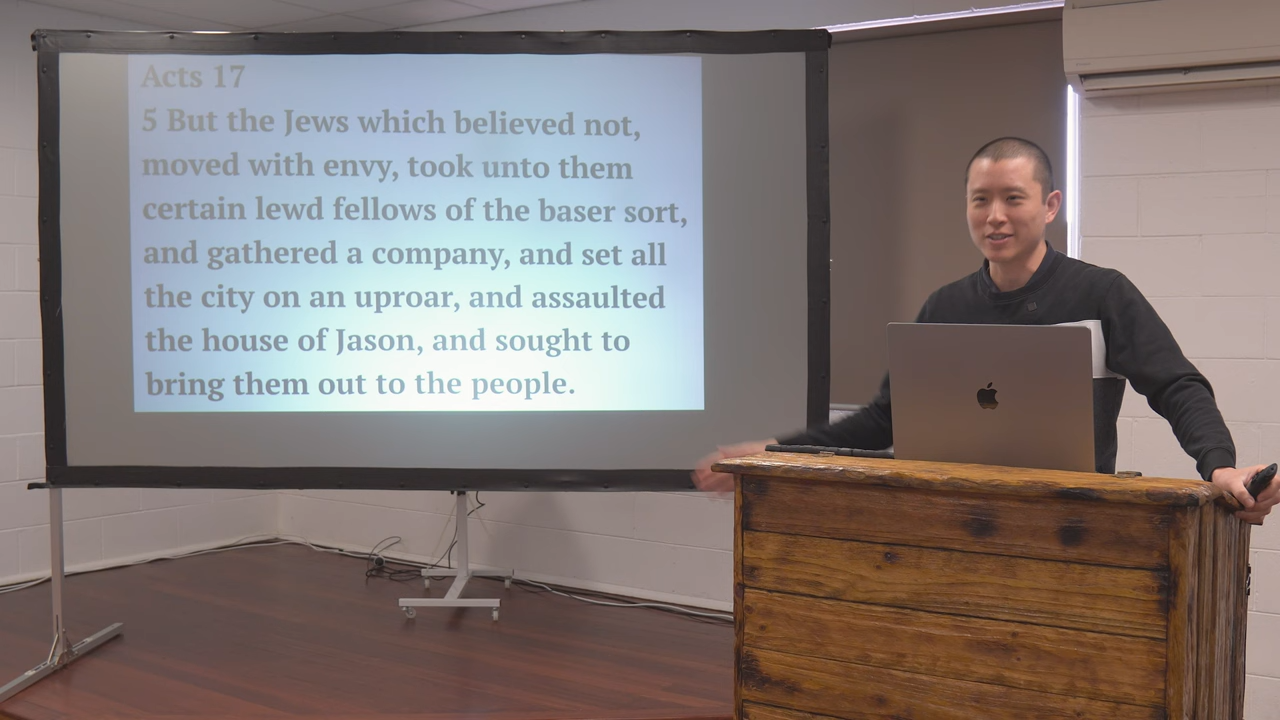 Acts 17
5 But the Jews which believed not,
moved with envy, took unto them
certain lewd fellows of the baser sort,
and gathered a company, and set all
the city on an uproar, and assaulted
the house of Jason, and sought to
bring them out to the people.